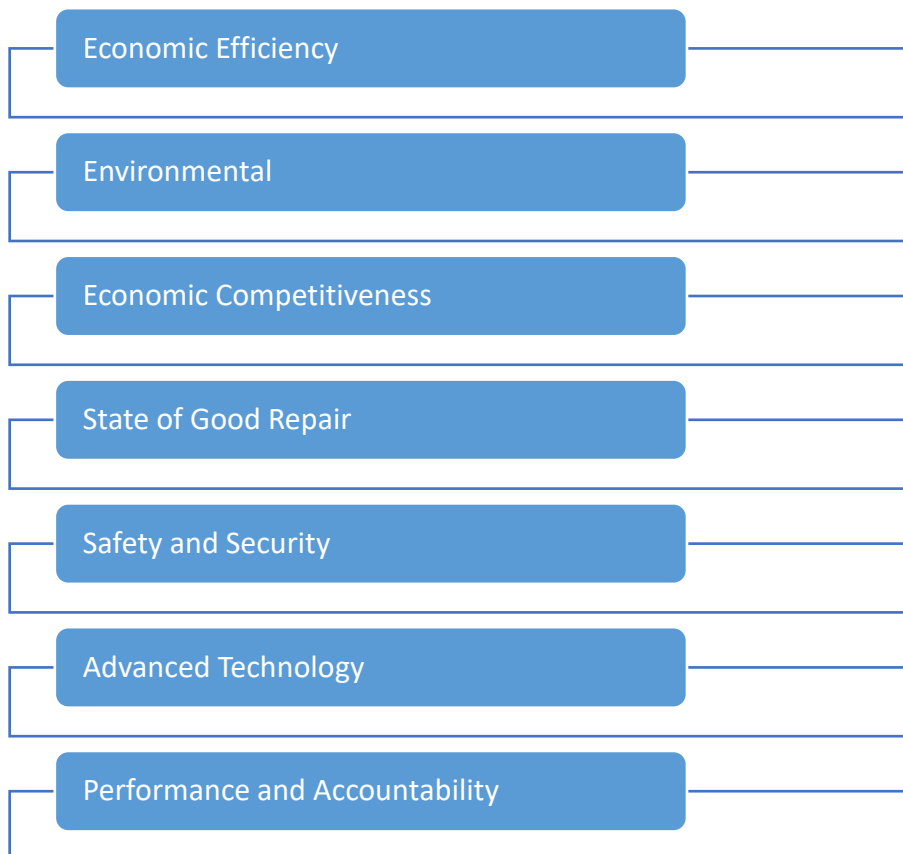 Economic Efficiency
Environmental
Economic Competitiveness
State of Good Repair
Safety and Security
Advanced Technology
Performance and Accountability